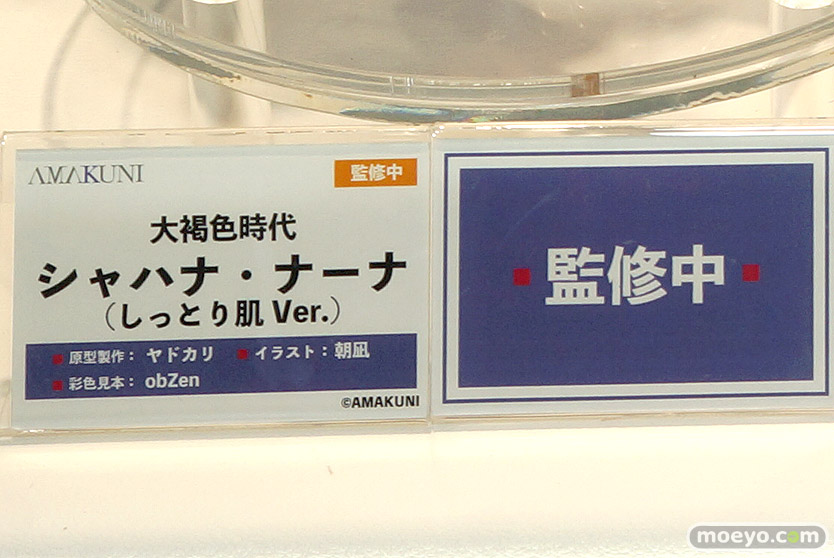 AMAKUNI
監修中
大褐色時代
シャハナ・ナーナ
（しっとり肌 Ver.）
■ 原型製作： ヤドカリ ■ イラスト：朝凪
■ 彩色見本： obZen
©AMAKUNI
■ 監修中 ■
moeyo.com